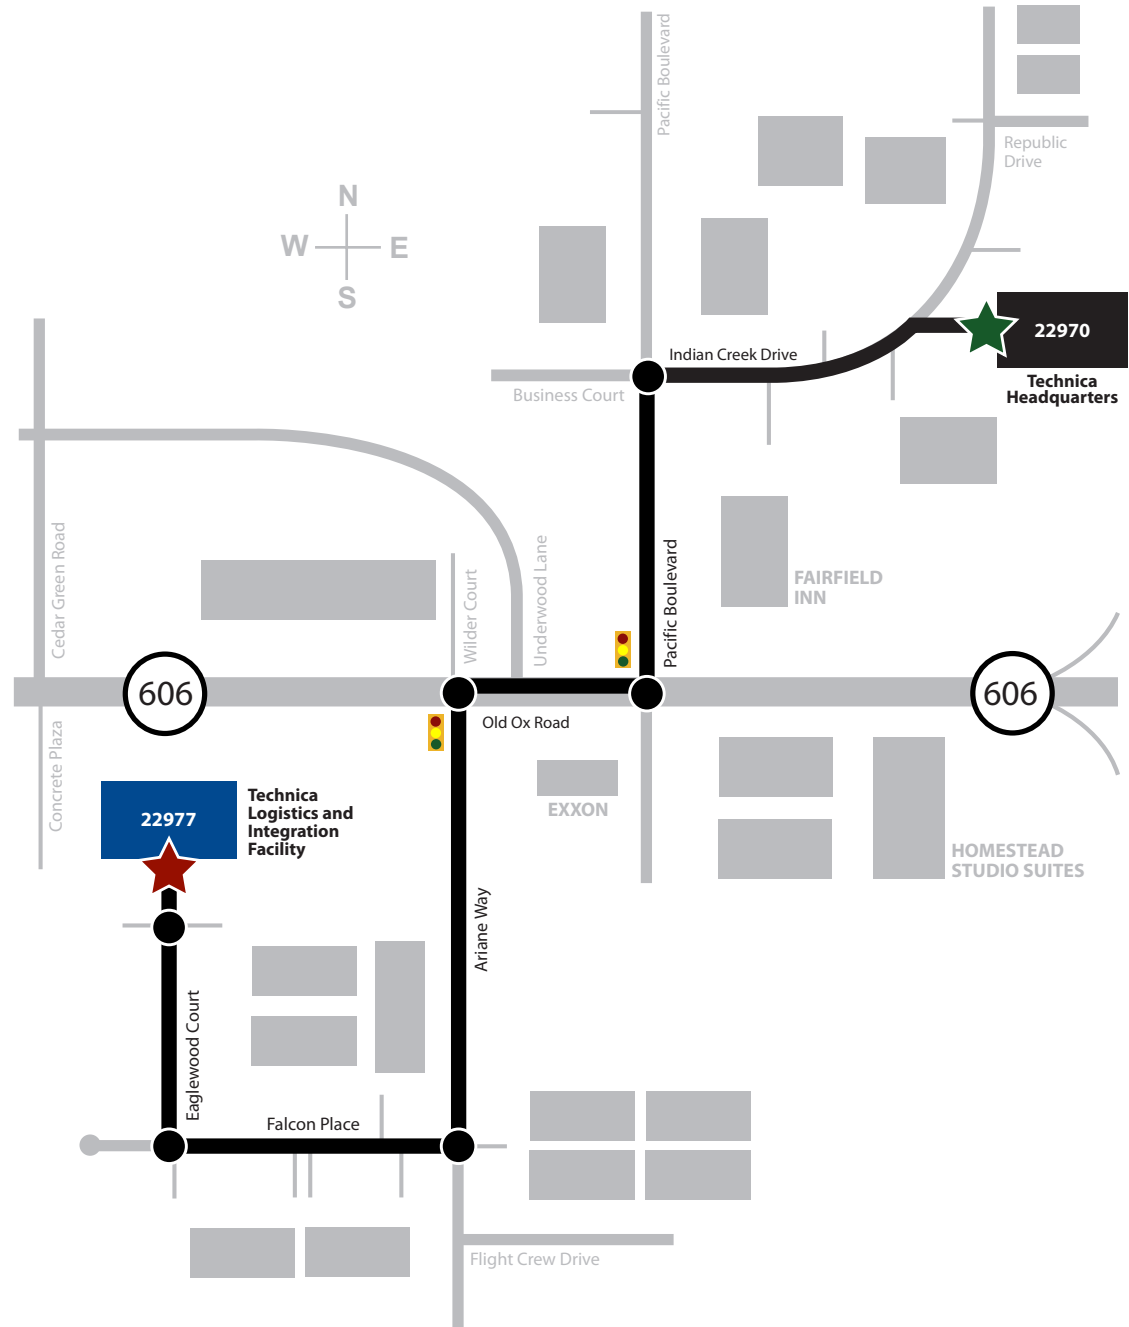 Pacific Boulevard
Republic
Drive
N
W
E
S
22970
Indian Creek Drive
Technica
Headquarters
Business Court
Cedar Green Road
Wilder Court
Underwood Lane
Pacific Boulevard
FAIRFIELD
INN
606
606
Old Ox Road
Concrete Plaza
22977
Technica
Logistics and
Integration
Facility
EXXON
HOMESTEAD
STUDIO SUITES
Ariane Way
Eaglewood Court
Falcon Place
Flight Crew Drive